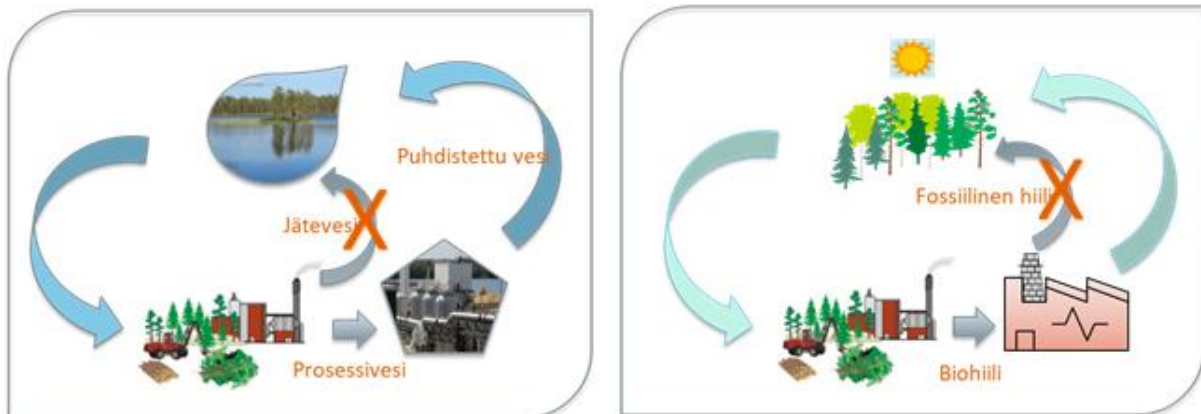 Puhdistettu vesi
Jätevesi
Prosessivesi
Fossiilinen hiili
Biohiili